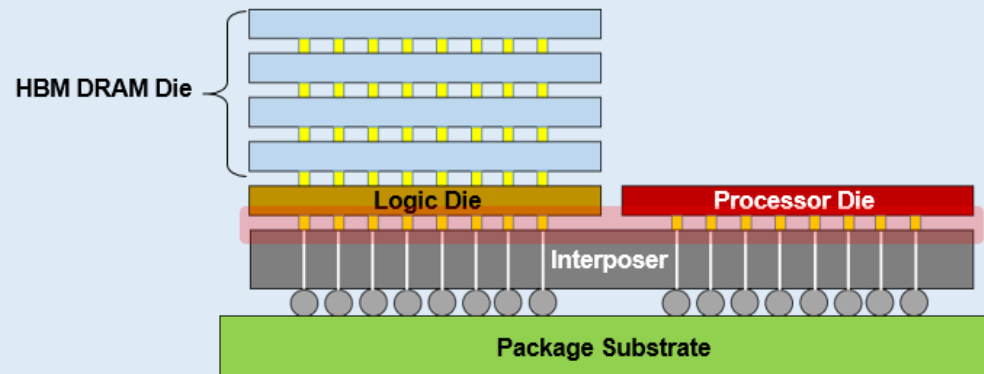 HBM DRAM Die
Logic Die
Processor Die
Interposer
Package Substrate